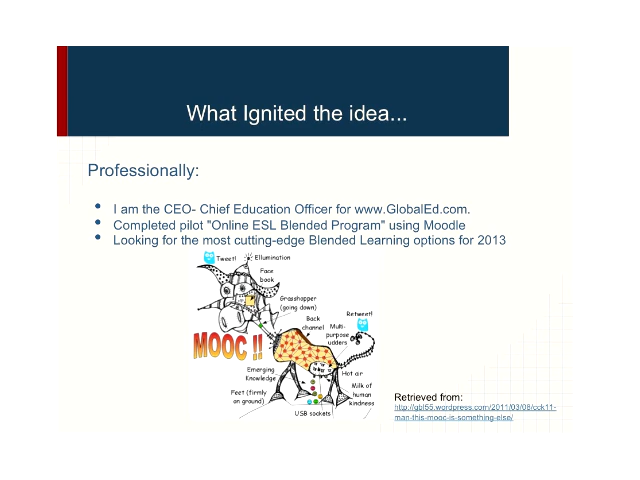 What Ignited the idea...
Professionally:
• I am the CEO- Chief Education Officer for www.GlobalEd.com.
• Completed pilot "Online ESL Blended Program" using Moodle
• Looking for the most cutting-edge Blended Learning options for 2013
Tweet!
Ellumination
Face
book
Grasshopper
(going down)
Back
channel
Multi-
purpose
udders
Retweet!
MOOC !!
Emerging
Knowledge
Hot air
Feet (firmly
on ground)
Milk of
human
kindness
USB sockets
Retrieved from:
http://gbl55.wordpress.com/2011/03/08/cck11-
man-this-mooc-is-something-else/